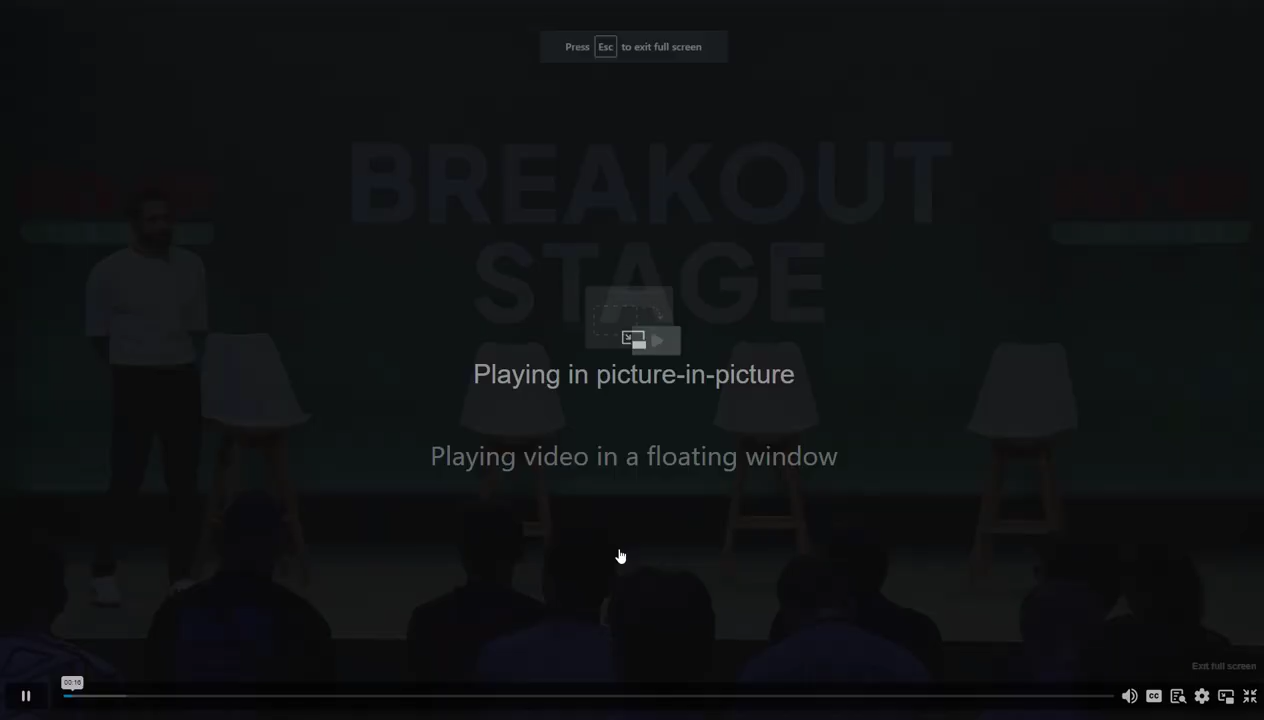 Press Esc to exit full screen
BREAKOUT
STAGE
Playing in picture-in-picture
Playing video in a floating window
Exit full screen
00:16
CC